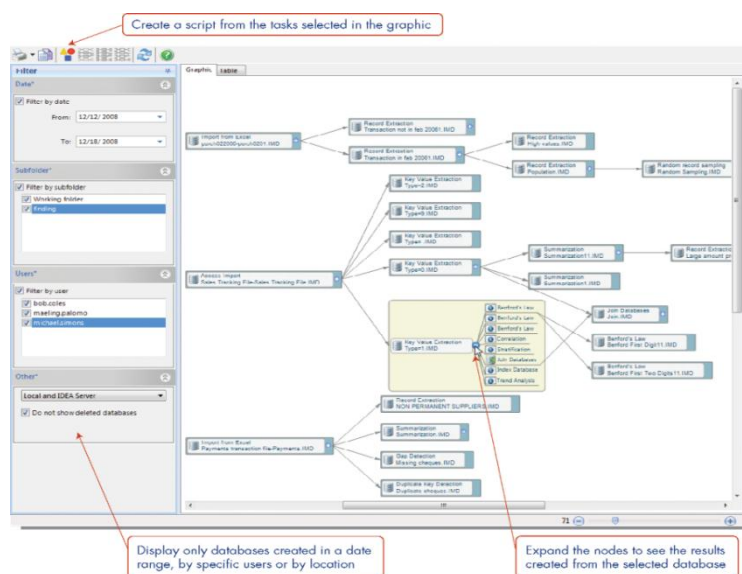 Create a script from the tasks selected in the graphic
Filter
Graphic Table
Date*
Filter by date
From: 12/12/ 2008
To: 12/18/ 2008
Subfolder*
Filter by subfolder
Working folder
finding
Users*
Filter by user
bob.coles
maeling.palomo
michael.simons
Other*
Local and IDEA Server
Do not show deleted databases
Import from Excel
Record Extraction
Transaction not in feb 20081.IMD
Record Extraction
Transaction in feb 20081.IMD
Record Extraction
High values.IMD
Record Extraction
Population.IMD
Random record sampling
Random Sampling.IMD
Access Import
Sales Tracking File-Sales Tracking File.IMD
Key Value Extraction
Type=2.IMD
Key Value Extraction
Key Value Extraction
Type= .IMD
Key Value Extraction
Summarization
Summarization11.IMD
Record Extractio
Large amount pr
Summarization
Summarization1.IMD
Join Databases
Join.IMD
Key Value Extraction
Type=1.IMD
Benford's Law
Benford's Law
Benford's Law
Correlation
Stratification
Join Databases
Index Database
Trend Analysis
Benford's Law
Benford First Digit11.IMD
Benford's Law
Benford First Two Digits11.IMD
Import from Excel
Payments transaction file-Payments.IMD
Record Extraction
NON PERMANENT SUPPLIERS.IMD
Summarization
Summarization.IMD
Gap Detection
Missing cheques.IMD
Duplicate Key Detection
Duplicate cheques.IMD
71
Display only databases created in a date
range, by specific users or by location
Expand the nodes to see the results
created from the selected database